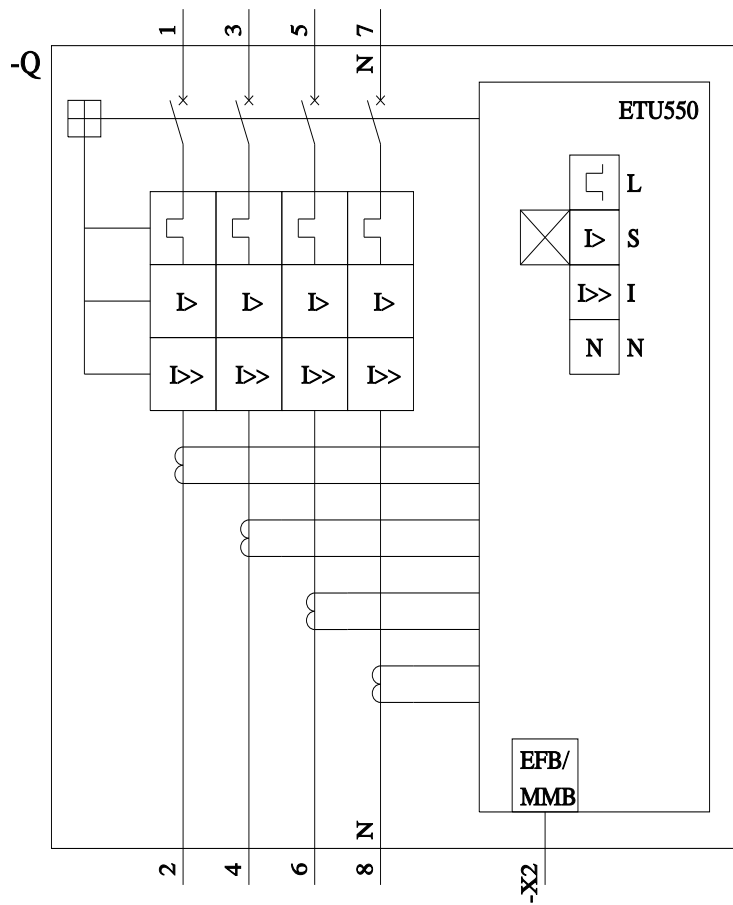 1 3 5 7
-Q
N
ETU550
L
I> S
I> I> I> I>
I>> I
N N
I>> I>> I>> I>>
EFB/
MMB
N
2 4 6 8
-X2